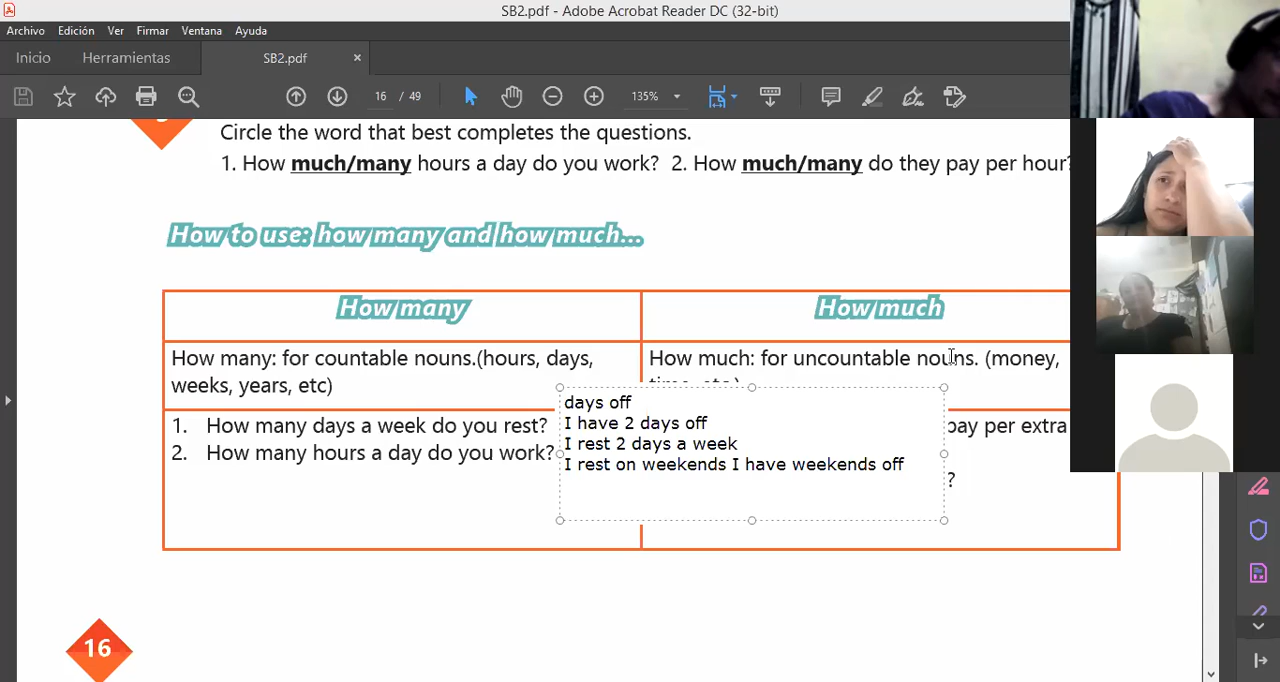 SB2.pdf - Adobe Acrobat Reader DC (32-bit)
Archivo Edición Ver Firmar Ventana Ayuda
Inicio Herramientas SB2.pdf ×
16 / 49 135%
Circle the word that best completes the questions.
1. How much/many hours a day do you work? 2. How much/many do they pay per hour?
How to use: how many and how much...
How many How much
How many: for countable nouns.(hours, days,
weeks, years, etc)
How much: for uncountable nouns. (money,
1. How many days a week do you rest?
2. How many hours a day do you work?
pay per extra
?
days off
I have 2 days off
I rest 2 days a week
I rest on weekends I have weekends off
16